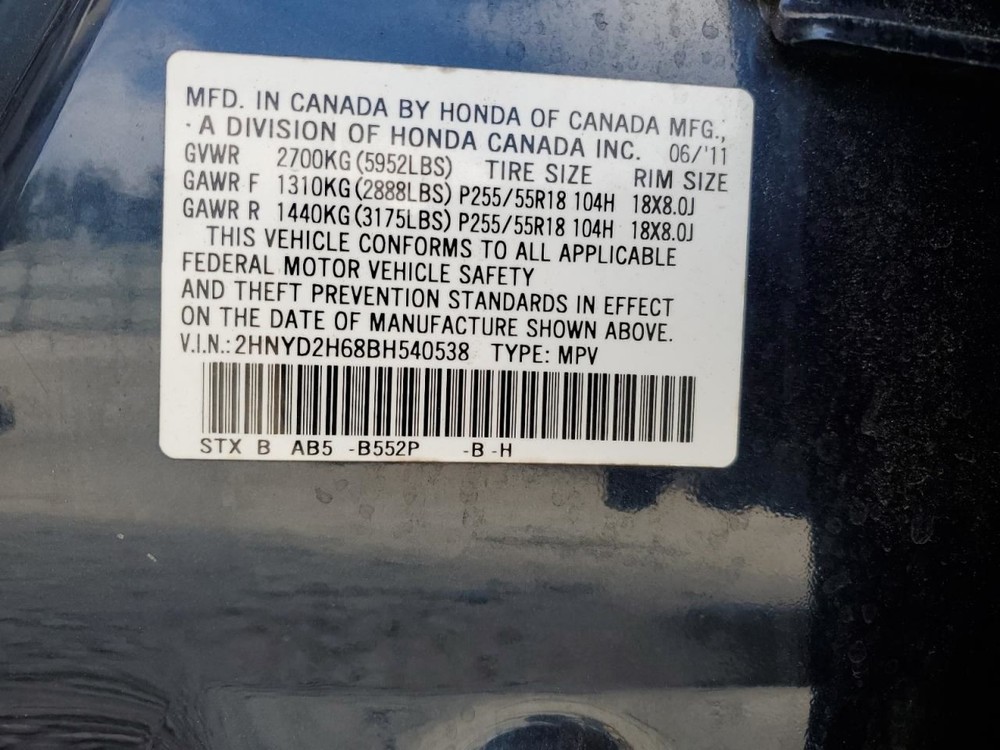 MFD. IN CANADA BY HONDA OF CANADA MFG.,
A DIVISION OF HONDA CANADA INC. 06/'11
GVWR 2700KG(5952LBS) TIRE SIZE RIM SIZE
GAWR F 1310KG(2888LBS) P255/55R18 104H 18X8.0J
GAWR R 1440KG(3175LBS) P255/55R18 104H 18X8.0J
THIS VEHICLE CONFORMS TO ALL APPLICABLE
FEDERAL MOTOR VEHICLE SAFETY
AND THEFT PREVENTION STANDARDS IN EFFECT
ON THE DATE OF MANUFACTURE SHOWN ABOVE.
V.I.N.: 2HNYD2H68BH540538 TYPE: MPV
STX B AB5 -B552P -B -H